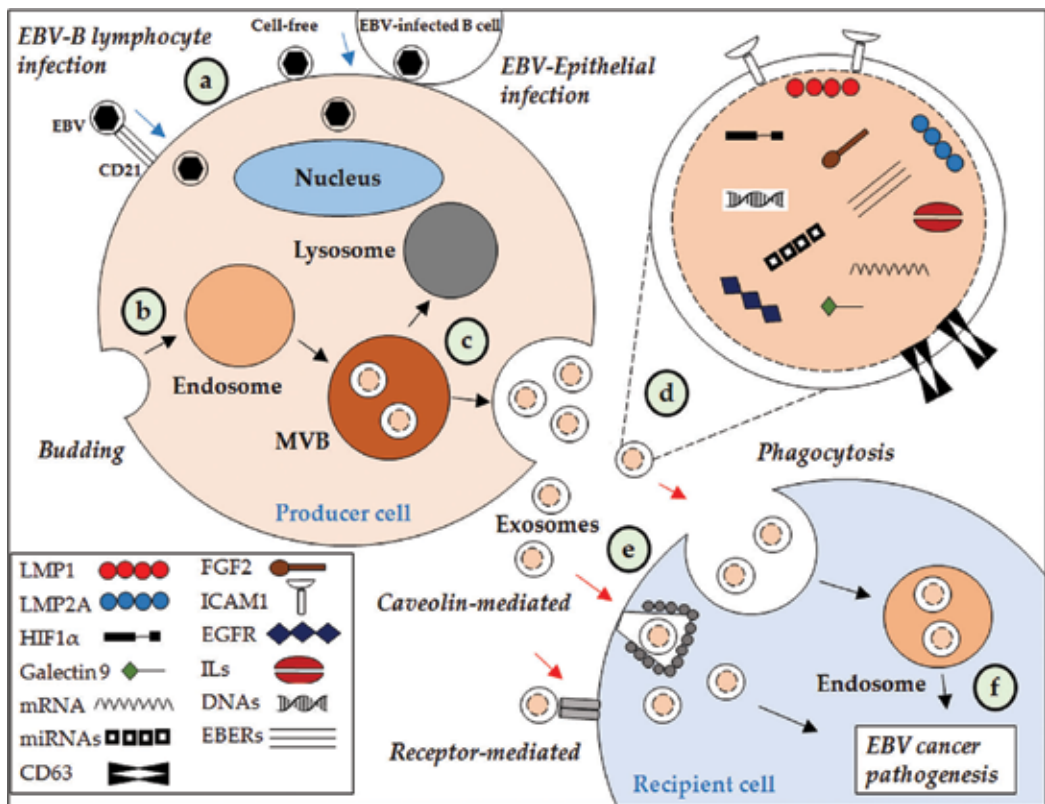 EBV-B lymphocyte
infection
a
Cell-free
EBV-infected B cell
EBV-Epithelial
infection
EBV
CD21
Nucleus
Lysosome
b
c
Endosome
MVB
Budding
Producer cell
d
Phagocytosis
Exosomes
e
Caveolin-mediated
Receptor-mediated
Endosome
f
EBV cancer
pathogenesis
Recipient cell
LMP1
LMP2A
HIF1α
Galectin 9
mRNA
miRNAs
CD63
FGF2
ICAM1
EGFR
ILs
DNAs
EBERs